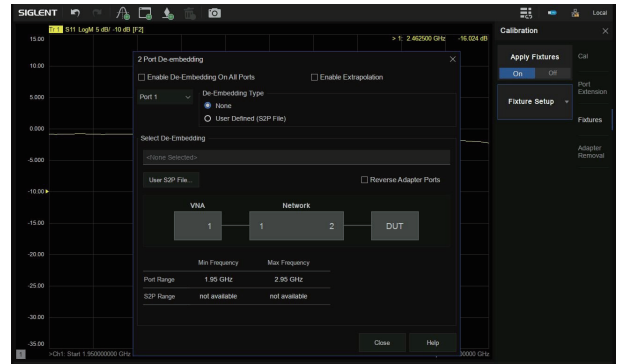 SIGLENT
Local
Tr 1 S11 LogM 5 dB/ -10 dB [F2]
> 1: 2.462500 GHz -16.024 dB
15.00
10.00
5.000
0.000
-5.000
-10.00
-15.00
-20.00
-25.00
-30.00
-35.00
2 Port De-embedding
Enable De-Embedding On All Ports
Enable Extrapolation
Port 1
De-Embedding Type
None
User Defined (S2P File)
Select De-Embedding
<None Selected>
User S2P File...
Reverse Adapter Ports
VNA Network
1 1 2 DUT
Min Frequency Max Frequency
Port Range 1.95 GHz 2.95 GHz
S2P Range not available not available
Close Help
1 >Ch1: Start 1.950000000 GHz
Calibration
Apply Fixtures
On Off
Fixture Setup
Cal
Port
Extension
Fixtures
Adapter
Removal